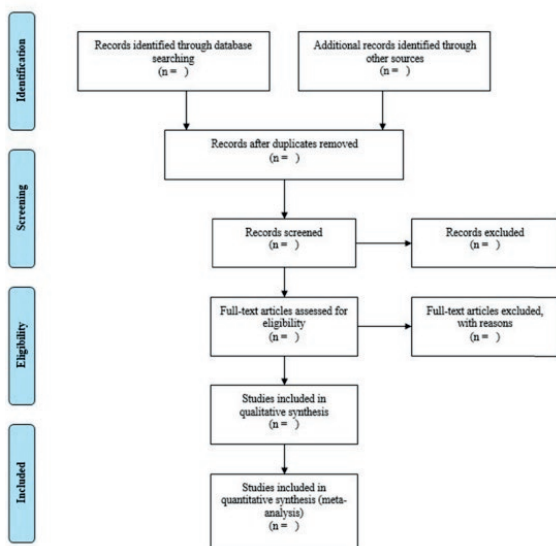 Identification
Records identified through database
searching
(n = )
Additional records identified through
other sources
(n = )
Records after duplicates removed
(n = )
Screening
Records screened
(n = )
Records excluded
(n = )
Eligibility
Full-text articles assessed for
eligibility
(n = )
Full-text articles excluded,
with reasons
(n = )
Studies included in
qualitative synthesis
(n = )
Included
Studies included in
quantitative synthesis (meta-
analysis)
(n = )